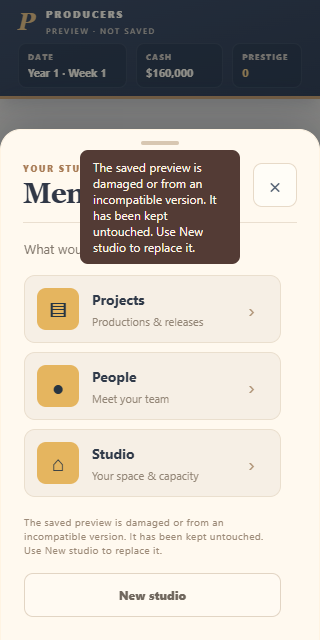 P PRODUCERS
PREVIEW · NOT SAVED
DATE
Year 1 · Week 1
CASH
$160,000
PRESTIGE
0
YOUR STU
Men
The saved preview is
damaged or from an
incompatible version. It
has been kept
untouched. Use New
studio to replace it.
×
What wou
Projects
Productions & releases
People
Meet your team
Studio
Your space & capacity
The saved preview is damaged or from an
incompatible version. It has been kept untouched.
Use New studio to replace it.
New studio